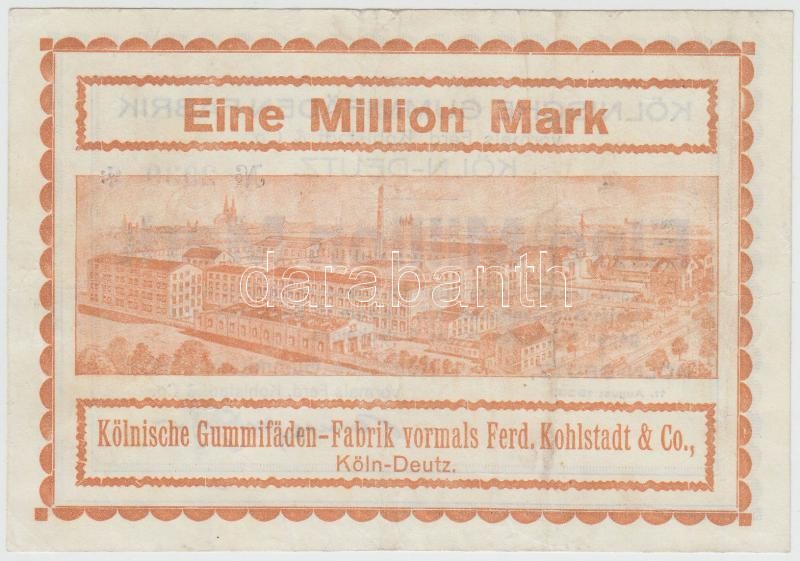 Eine Million Mark
darabanth
Kölnische Gummifäden-Fabrik vormals Ferd. Kohlstadt & Co.,
Köln-Deutz.